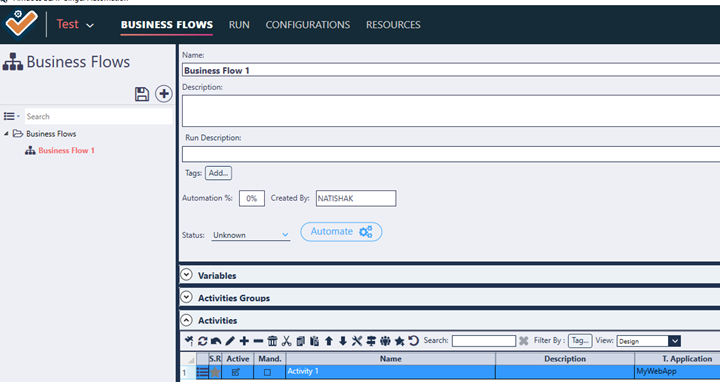 Test
BUSINESS FLOWS
RUN
CONFIGURATIONS
RESOURCES
Business Flows
Search
Business Flows
Business Flow 1
Name:
Business Flow 1
Description:
Run Description:
Tags: Add...
Automation %: 0% Created By: NATISHAK
Status: Unknown
Automate
Variables
Activities Groups
Activities
Search: Filter By : Tag... View: Design
S.R. Active Mand. Name Description T. Application
1 Activity 1 MyWebApp